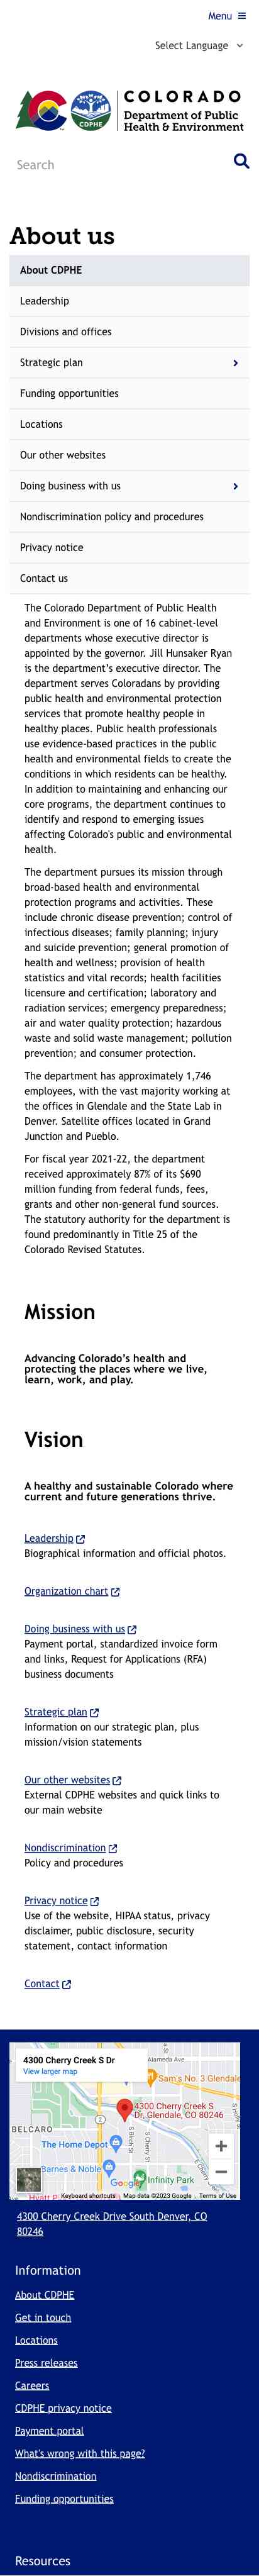 Menu
Select Language
CDPHE
COLORADO
Department of Public
Health & Environment
Search
About us
About CDPHE
Leadership
Divisions and offices
Strategic plan
Funding opportunities
Locations
Our other websites
Doing business with us
Nondiscrimination policy and procedures
Privacy notice
Contact us
The Colorado Department of Public Health
and Environment is one of 16 cabinet-level
departments whose executive director is
appointed by the governor. Jill Hunsaker Ryan
is the department’s executive director. The
department serves Coloradans by providing
public health and environmental protection
services that promote healthy people in
healthy places. Public health professionals
use evidence-based practices in the public
health and environmental fields to create the
conditions in which residents can be healthy.
In addition to maintaining and enhancing our
core programs, the department continues to
identify and respond to emerging issues
affecting Colorado's public and environmental
health.
The department pursues its mission through
broad-based health and environmental
protection programs and activities. These
include chronic disease prevention; control of
infectious diseases; family planning; injury
and suicide prevention; general promotion of
health and wellness; provision of health
statistics and vital records; health facilities
licensure and certification; laboratory and
radiation services; emergency preparedness;
air and water quality protection; hazardous
waste and solid waste management; pollution
prevention; and consumer protection.
The department has approximately 1,746
employees, with the vast majority working at
the offices in Glendale and the State Lab in
Denver. Satellite offices located in Grand
Junction and Pueblo.
For fiscal year 2021-22, the department
received approximately 87% of its $690
million funding from federal funds, fees,
grants and other non-general fund sources.
The statutory authority for the department is
found predominantly in Title 25 of the
Colorado Revised Statutes.
Mission
Advancing Colorado’s health and
protecting the places where we live,
learn, work, and play.
Vision
A healthy and sustainable Colorado where
current and future generations thrive.
Leadership
Biographical information and official photos.
Organization chart
Doing business with us
Payment portal, standardized invoice form
and links, Request for Applications (RFA)
business documents
Strategic plan
Information on our strategic plan, plus
mission/vision statements
Our other websites
External CDPHE websites and quick links to
our main website
Nondiscrimination
Policy and procedures
Privacy notice
Use of the website, HIPAA status, privacy
disclaimer, public disclosure, security
statement, contact information
Contact
4300 Cherry Creek S Dr
View larger map
Alameda Ave
Sam's No. 3 Glendale
4300 Cherry Creek S
Dr, Glendale, CO 80246
2
BELCARO
S Birch St
Cherry St
The Home Depot
Barnes & Noble
Google
Infinity Park
Hyatt P
Keyboard shortcuts
Map data ©2023 Google
Terms of Use
4300 Cherry Creek Drive South Denver, CO
80246
Information
About CDPHE
Get in touch
Locations
Press releases
Careers
CDPHE privacy notice
Payment portal
What's wrong with this page?
Nondiscrimination
Funding opportunities
Resources